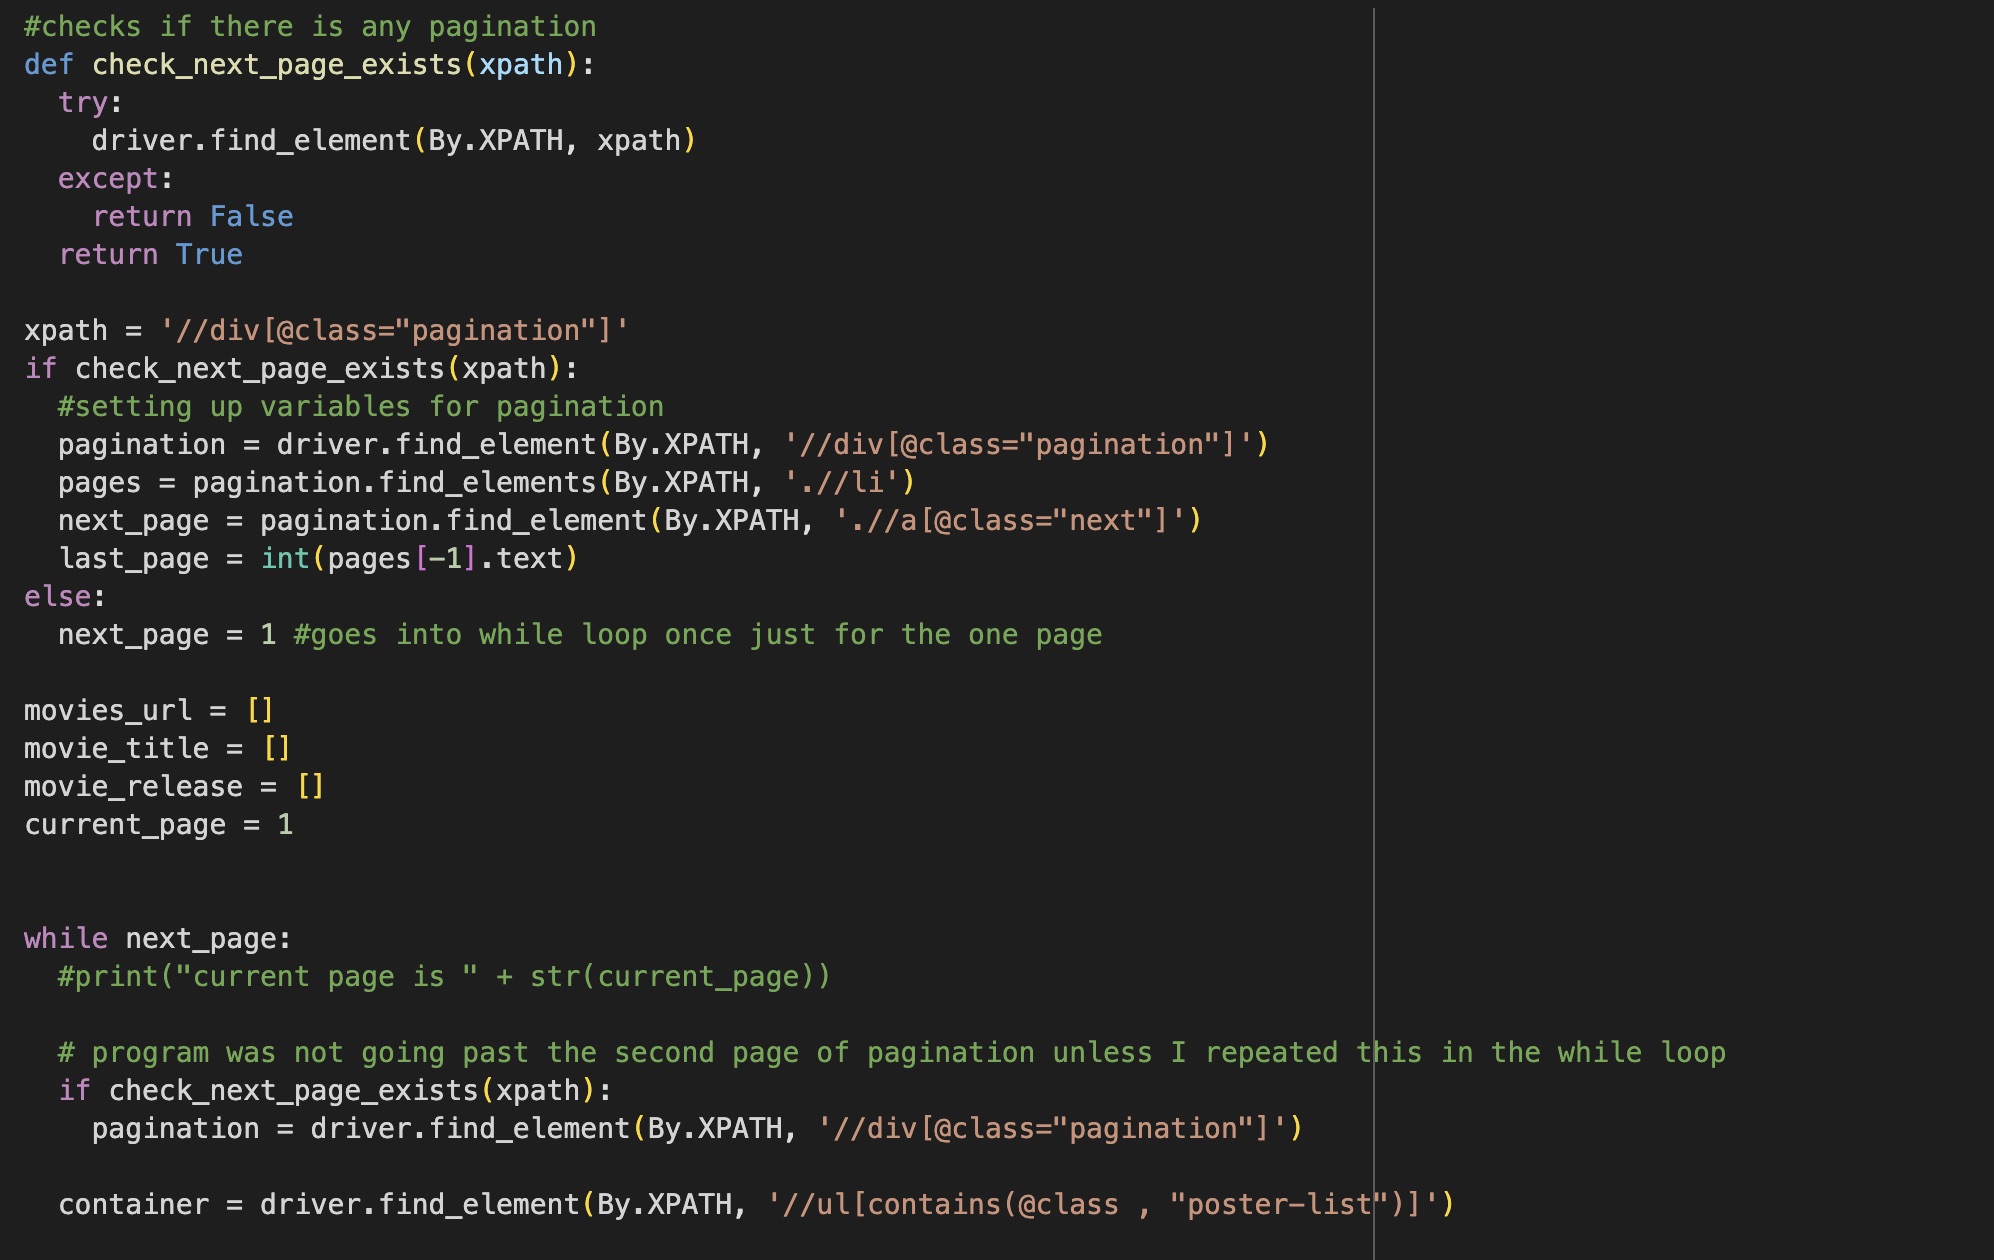 #checks if there is any pagination
def check_next_page_exists(xpath):
  try:
    driver.find_element(By.XPATH, xpath)
  except:
    return False
  return True

xpath = '//div[@class="pagination"]'
if check_next_page_exists(xpath):
  #setting up variables for pagination
  pagination = driver.find_element(By.XPATH, '//div[@class="pagination"]')
  pages = pagination.find_elements(By.XPATH, './/li')
  next_page = pagination.find_element(By.XPATH, './/a[@class="next"]')
  last_page = int(pages[-1].text)
else:
  next_page = 1 #goes into while loop once just for the one page

movies_url = []
movie_title = []
movie_release = []
current_page = 1


while next_page:
  #print("current page is " + str(current_page))

  # program was not going past the second page of pagination unless I repeated this in the while loop
  if check_next_page_exists(xpath):
    pagination = driver.find_element(By.XPATH, '//div[@class="pagination"]')

  container = driver.find_element(By.XPATH, '//ul[contains(@class , "poster-list")]')